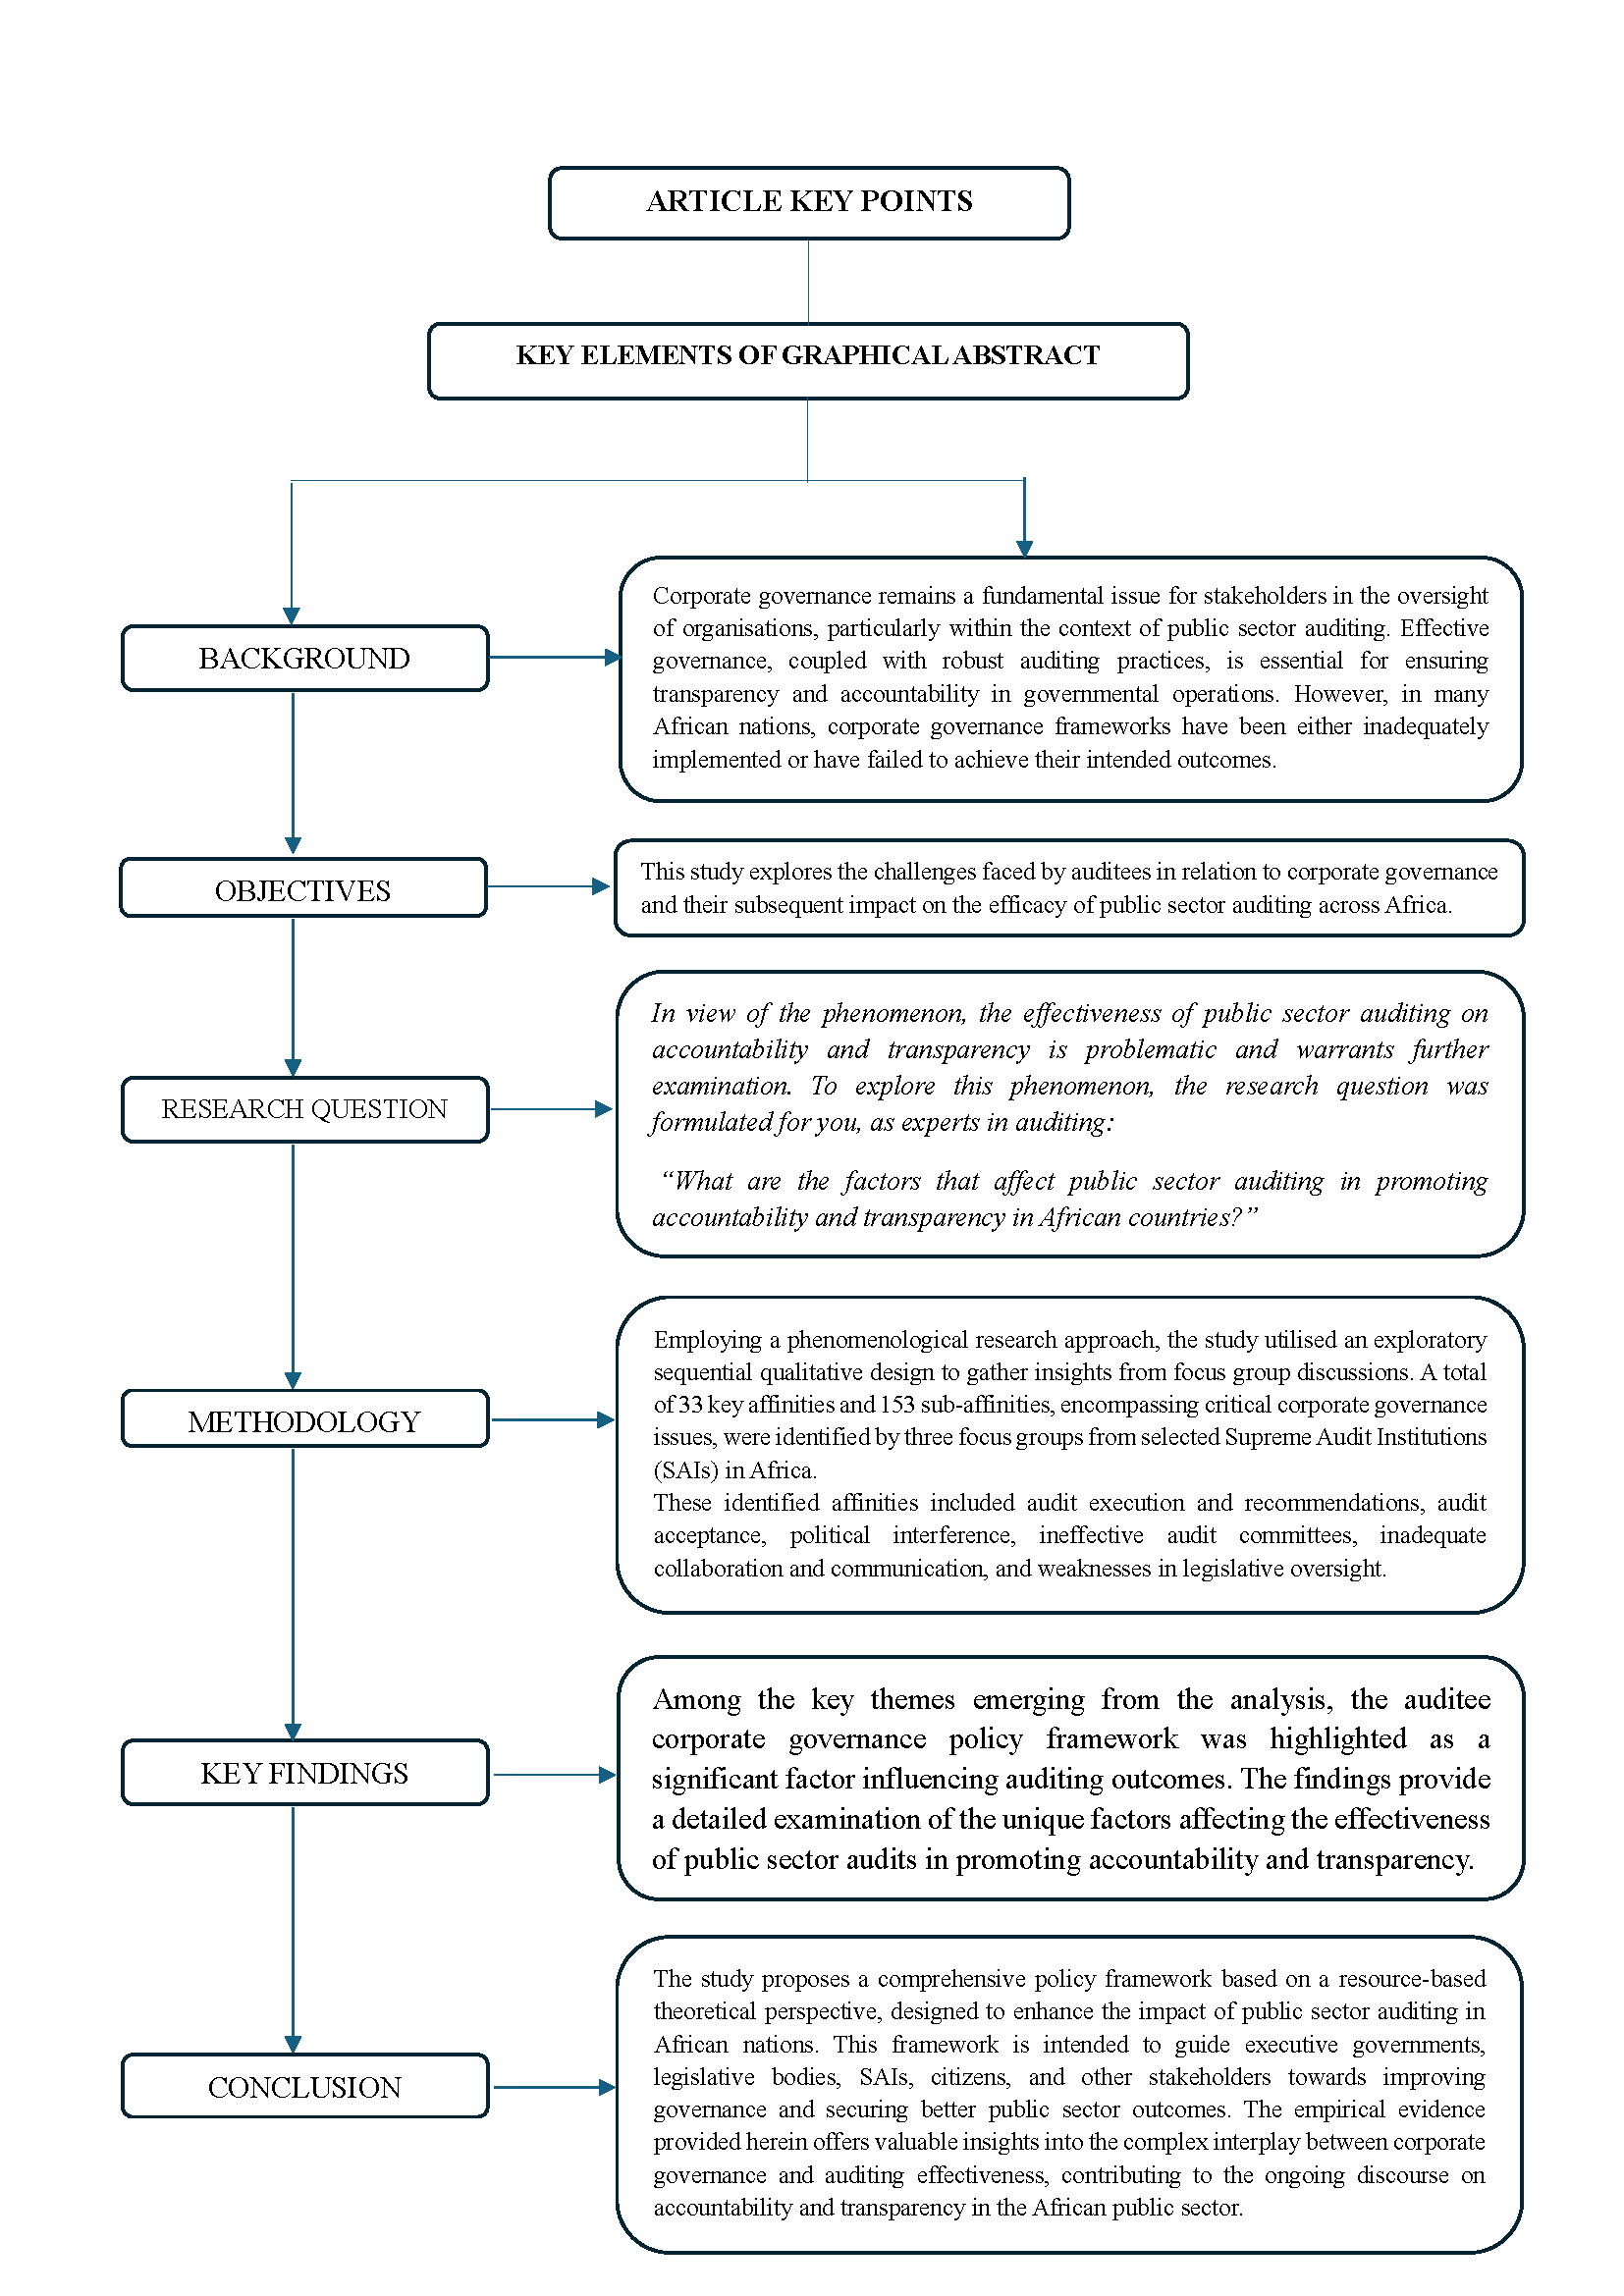 ARTICLE KEY POINTS
KEY ELEMENTS OF GRAPHICAL ABSTRACT
BACKGROUND
Corporate governance remains a fundamental issue for stakeholders in the oversight
of organisations, particularly within the context of public sector auditing. Effective
governance, coupled with robust auditing practices, is essential for ensuring
transparency and accountability in governmental operations. However, in many
African nations, corporate governance frameworks have been either inadequately
implemented or have failed to achieve their intended outcomes.
OBJECTIVES
This study explores the challenges faced by auditees in relation to corporate governance
and their subsequent impact on the efficacy of public sector auditing across Africa.
RESEARCH QUESTION
In view of the phenomenon, the effectiveness of public sector auditing on
accountability and transparency is problematic and warrants further
examination. To explore this phenomenon, the research question was
formulated for you, as experts in auditing:
“What are the factors that affect public sector auditing in promoting
accountability and transparency in African countries?”
METHODOLOGY
Employing a phenomenological research approach, the study utilised an exploratory
sequential qualitative design to gather insights from focus group discussions. A total
of 33 key affinities and 153 sub-affinities, encompassing critical corporate governance
issues, were identified by three focus groups from selected Supreme Audit Institutions
(SAIs) in Africa.
These identified affinities included audit execution and recommendations, audit
acceptance, political interference, ineffective audit committees, inadequate
collaboration and communication, and weaknesses in legislative oversight.
KEY FINDINGS
Among the key themes emerging from the analysis, the auditee
corporate governance policy framework was highlighted as a
significant factor influencing auditing outcomes. The findings provide
a detailed examination of the unique factors affecting the effectiveness
of public sector audits in promoting accountability and transparency.
CONCLUSION
The study proposes a comprehensive policy framework based on a resource-based
theoretical perspective, designed to enhance the impact of public sector auditing in
African nations. This framework is intended to guide executive governments,
legislative bodies, SAIs, citizens, and other stakeholders towards improving
governance and securing better public sector outcomes. The empirical evidence
provided herein offers valuable insights into the complex interplay between corporate
governance and auditing effectiveness, contributing to the ongoing discourse on
accountability and transparency in the African public sector.